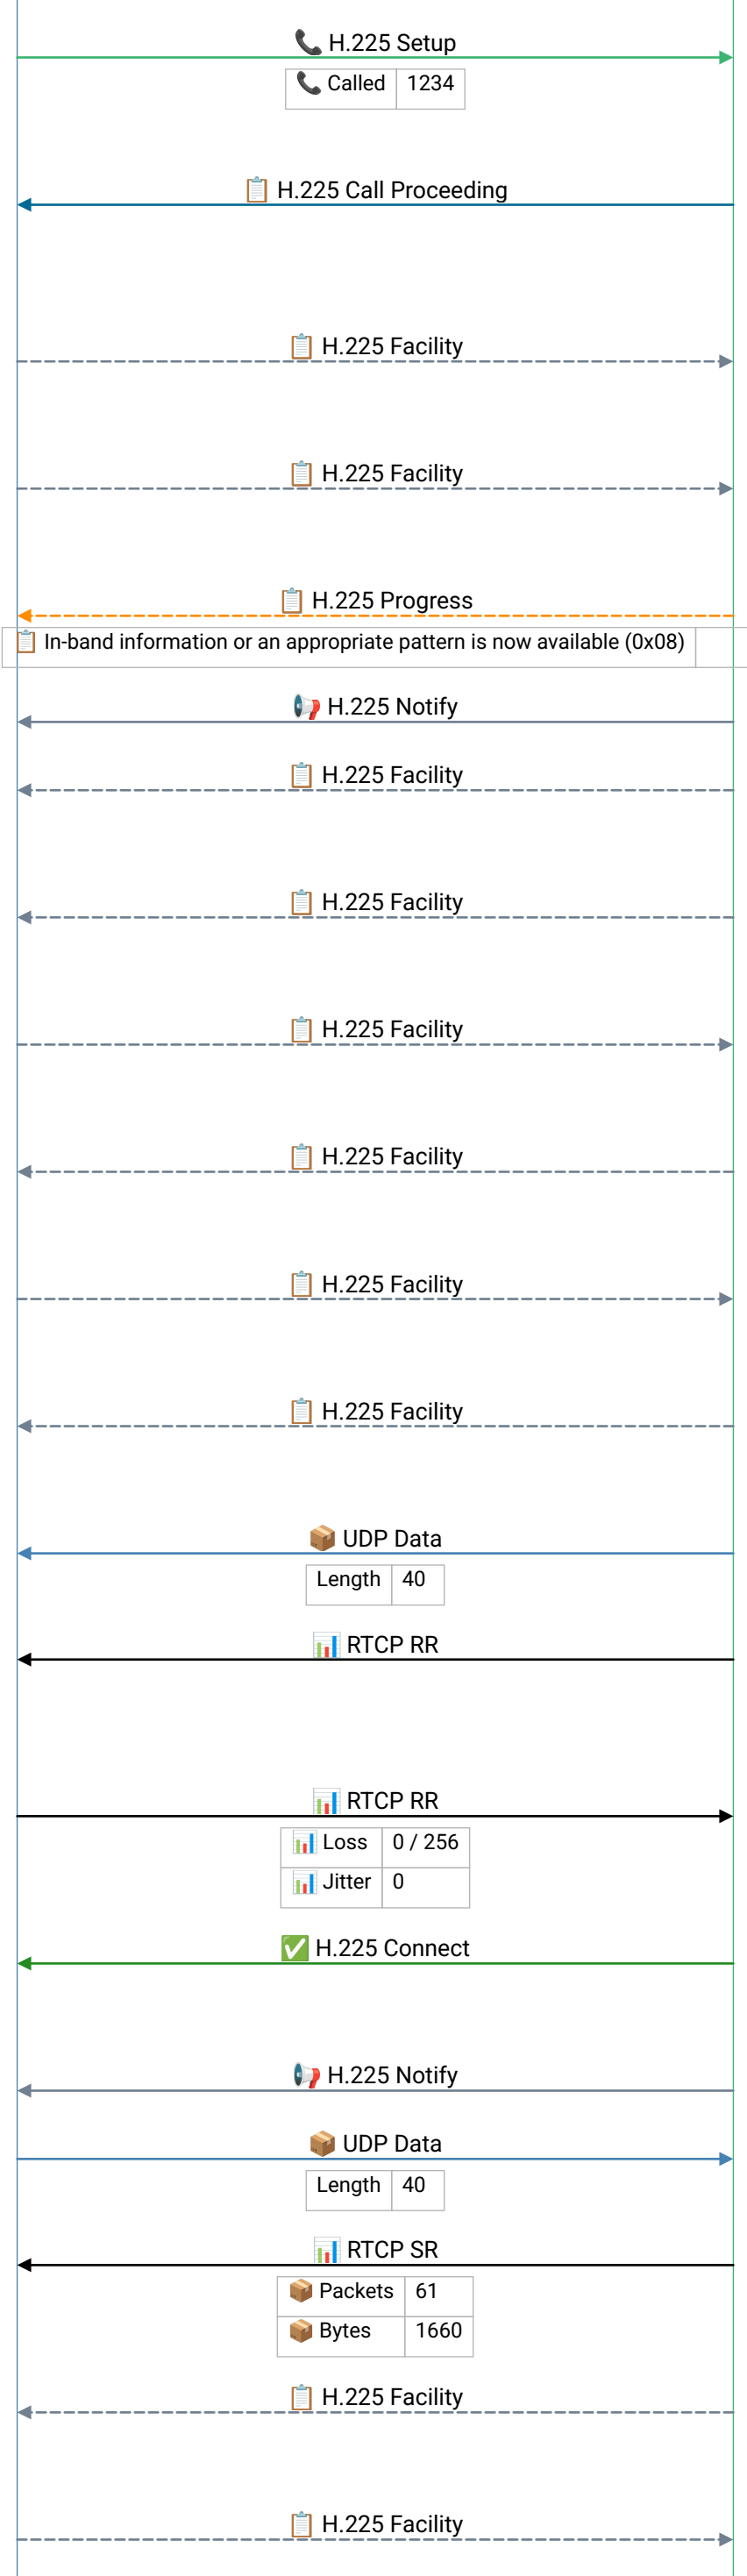 📞 H.225 Setup
📞 Called 1234
📋 H.225 Call Proceeding
📋 H.225 Facility
📋 H.225 Facility
📋 H.225 Progress
📋 In-band information or an appropriate pattern is now available (0x08)
📢 H.225 Notify
📋 H.225 Facility
📋 H.225 Facility
📋 H.225 Facility
📋 H.225 Facility
📋 H.225 Facility
📋 H.225 Facility
📦 UDP Data
Length 40
📊 RTCP RR
📊 RTCP RR
📊 Loss 0 / 256
📊 Jitter 0
✅ H.225 Connect
📢 H.225 Notify
📦 UDP Data
Length 40
📊 RTCP SR
📦 Packets 61
📦 Bytes 1660
📋 H.225 Facility
📋 H.225 Facility